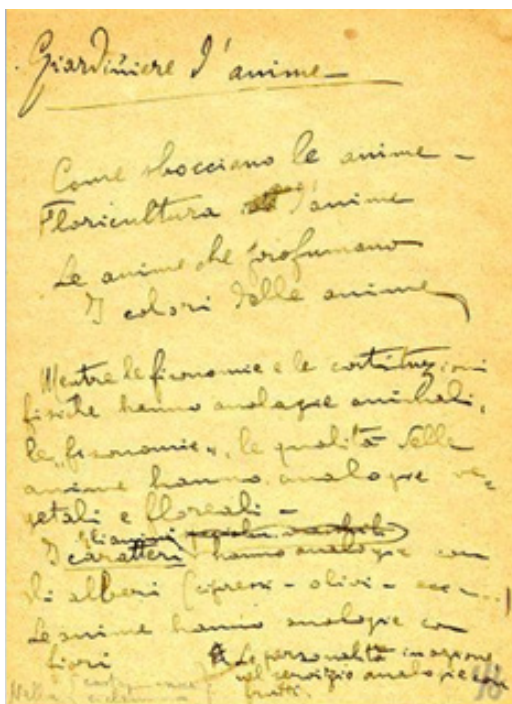 Giardiniere d'anime
Come sbocciano le anime -
Floricultura d'anime
Le anime che profumano
I colori delle anime
Mentre le fisonomie e le costituzioni
fisiche hanno analogie animali,
le "fisonomie", le qualità delle
anime hanno analogie ve-
getali e floreali -
I caratteri hanno analogie con
gli alberi (cipressi - olivi - ecc...)
Le anime hanno analogie con
fiori
Le personalità in azione
nel servizio analogie con
frutti.
Nella